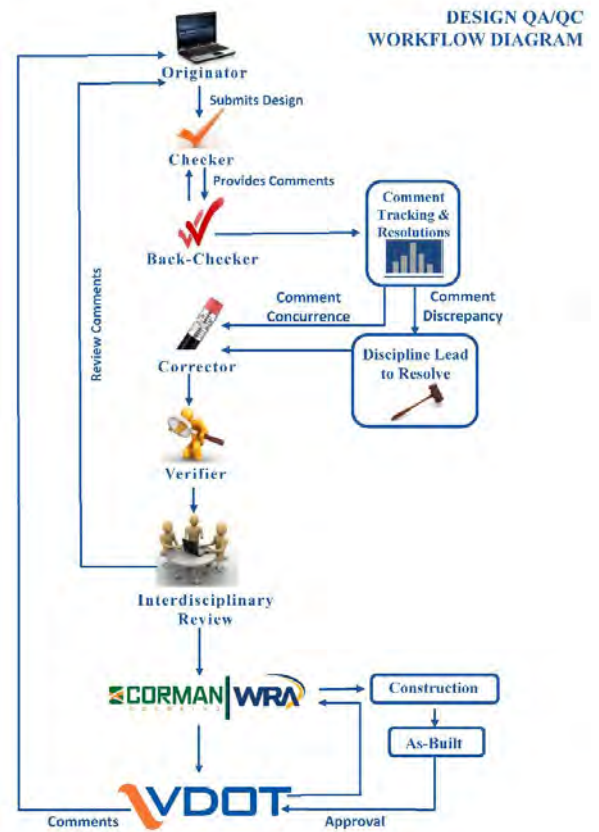 DESIGN QA/QC
WORKFLOW DIAGRAM
Originator
Submits Design
Checker
Provides Comments
Back-Checker
Comment
Tracking &
Resolutions
Comment
Concurrence
Comment
Discrepancy
Review Comments
Corrector
Discipline Lead
to Resolve
Verifier
Interdisciplinary
Review
CORMAN
WRA
Construction
As-Built
VDOT
Comments
Approval